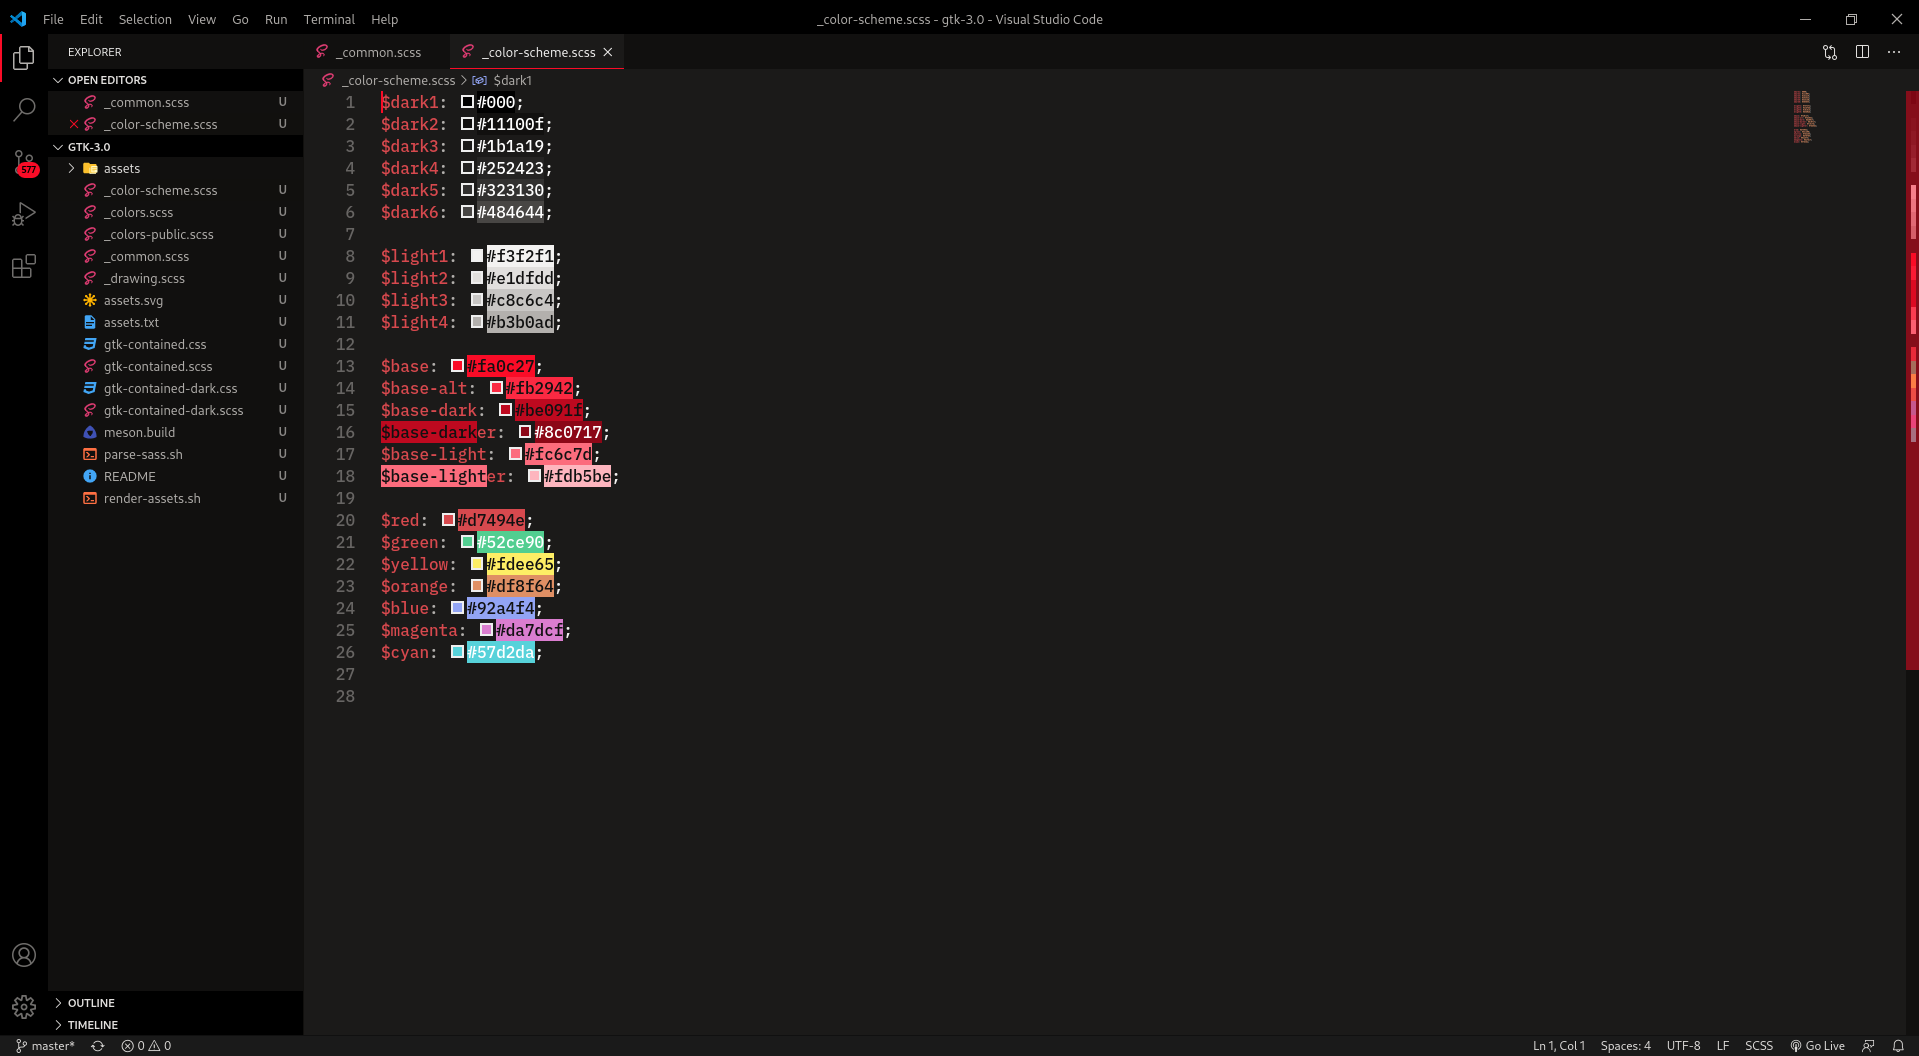 File Edit Selection View Go Run Terminal Help
_color-scheme.scss - gtk-3.0 - Visual Studio Code
EXPLORER
OPEN EDITORS
_common.scss U
_color-scheme.scss U
GTK-3.0
assets
_color-scheme.scss U
_colors.scss U
_colors-public.scss U
_common.scss U
_drawing.scss U
assets.svg U
assets.txt U
gtk-contained.css U
gtk-contained.scss U
gtk-contained-dark.css U
gtk-contained-dark.scss U
meson.build U
parse-sass.sh U
README U
render-assets.sh U
OUTLINE
TIMELINE
577
_common.scss _color-scheme.scss
_color-scheme.scss > $dark1
1 $dark1: #000;
2 $dark2: #11100f;
3 $dark3: #1b1a19;
4 $dark4: #252423;
5 $dark5: #323130;
6 $dark6: #484644;
7
8 $light1: #f3f2f1;
9 $light2: #e1dfdd;
10 $light3: #c8c6c4;
11 $light4: #b3b0ad;
12
13 $base: #fa0c27;
14 $base-alt: #fb2942;
15 $base-dark: #be091f;
16 $base-darker: #8c0717;
17 $base-light: #fc6c7d;
18 $base-lighter: #fdb5be;
19
20 $red: #d7494e;
21 $green: #52ce90;
22 $yellow: #fdee65;
23 $orange: #df8f64;
24 $blue: #92a4f4;
25 $magenta: #da7dcf;
26 $cyan: #57d2da;
27
28
master* 0 0
Ln 1, Col 1 Spaces: 4 UTF-8 LF SCSS Go Live